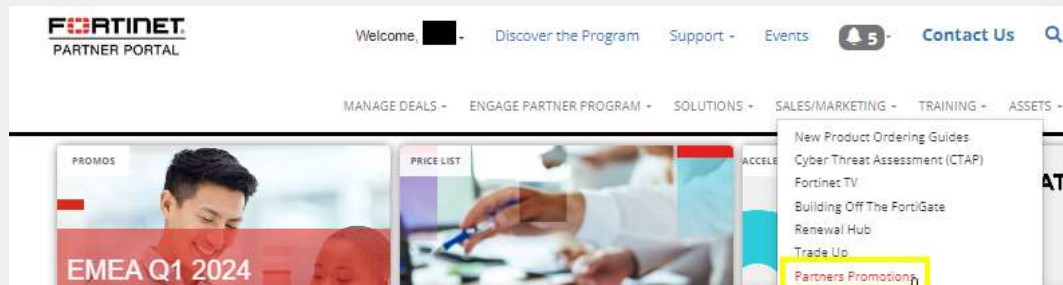 FORTINET
PARTNER PORTAL
Welcome,
Discover the Program
Support
Events
5
Contact Us
MANAGE DEALS
ENGAGE PARTNER PROGRAM
SOLUTIONS
SALES/MARKETING
TRAINING
ASSETS
PROMOS
EMEA Q1 2024
PRICE LIST
New Product Ordering Guides
Cyber Threat Assessment (CTAP)
Fortinet TV
Building Off The FortiGate
Renewal Hub
Trade Up
Partners Promotions